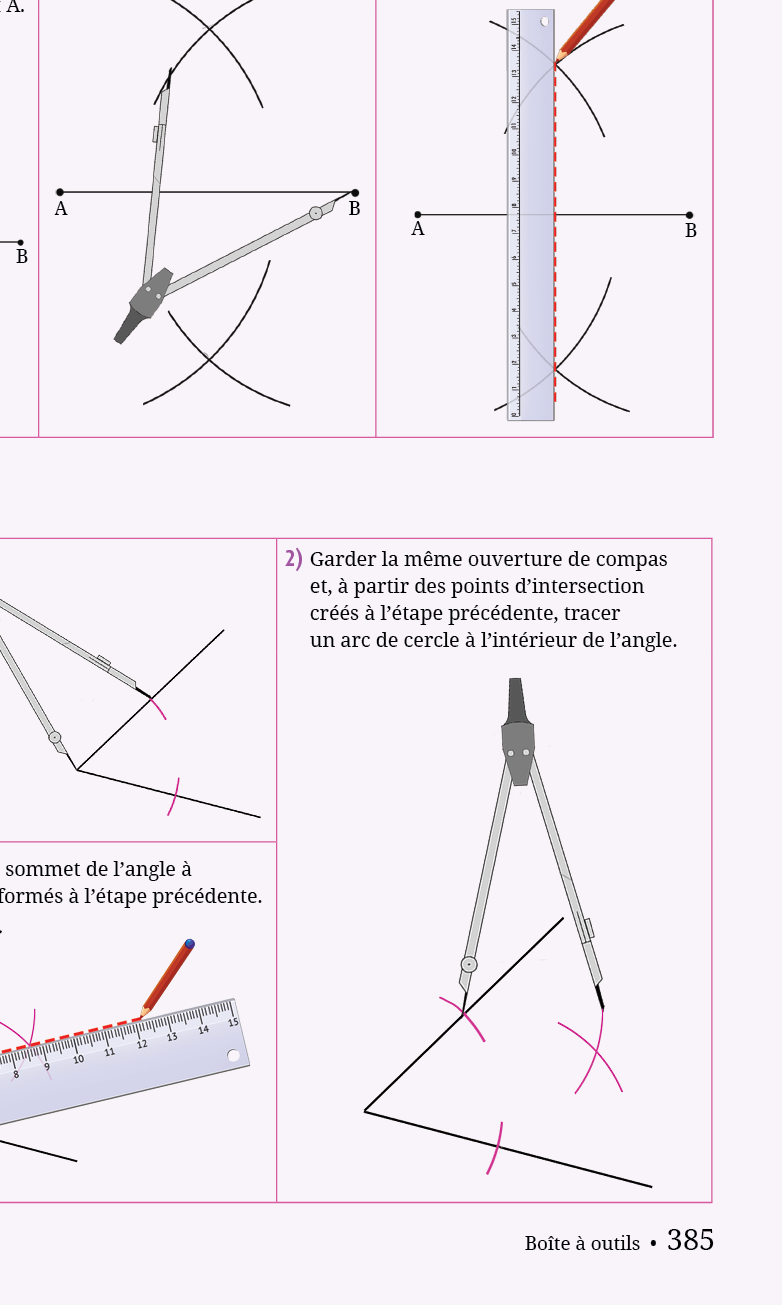 A.
A
B
B
A
B
2) Garder la même ouverture de compas
et, à partir des points d’intersection
créés à l’étape précédente, tracer
un arc de cercle à l’intérieur de l’angle.
sommet de l’angle à
formés à l’étape précédente.
8 9 10 11 12 13 14 15
Boîte à outils • 385